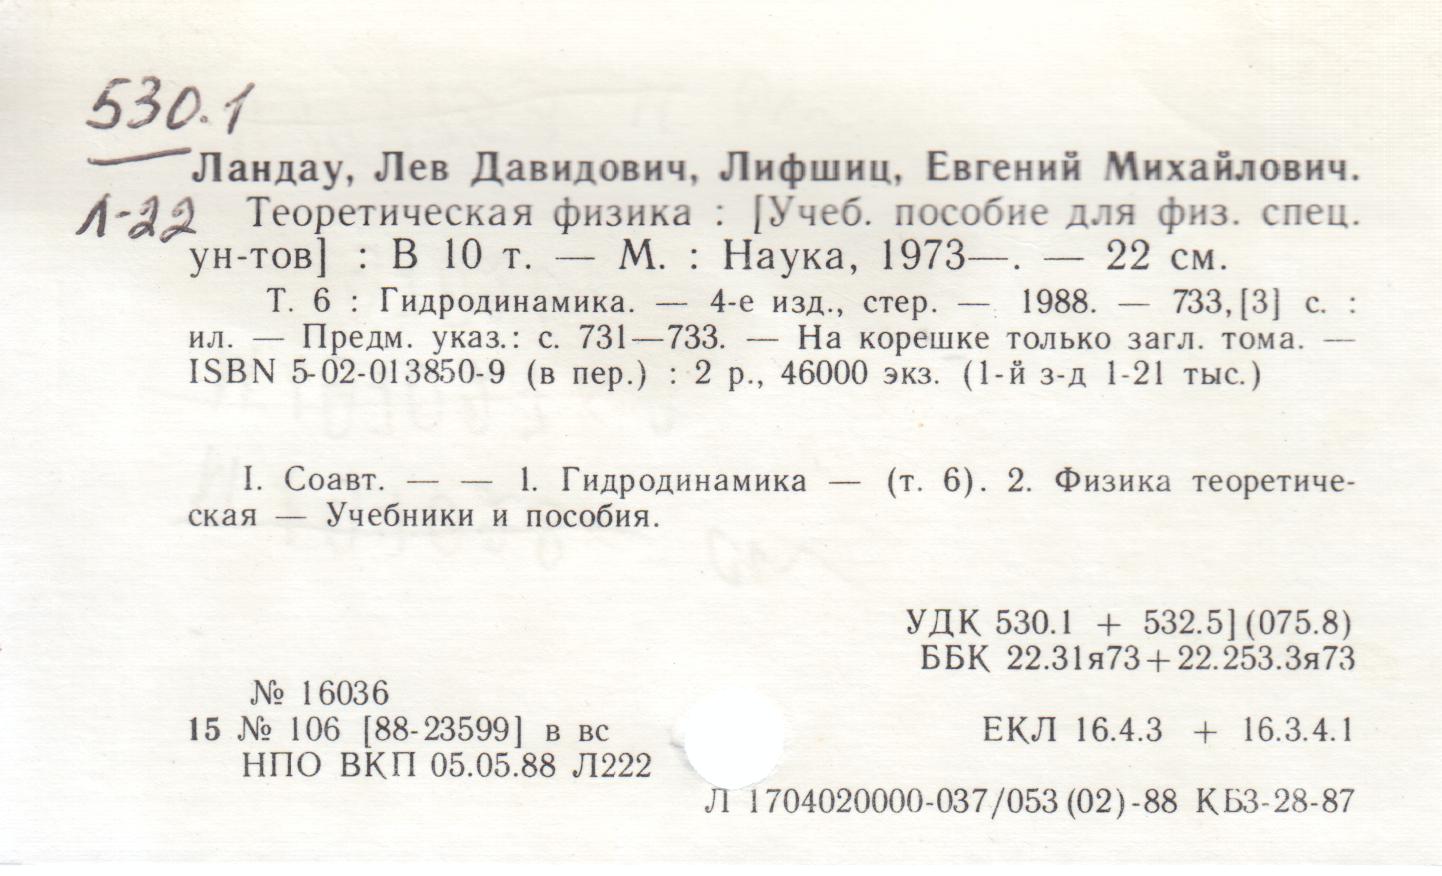 530.1
Ландау, Лев Давидович, Лифшиц, Евгений Михайлович.
Л-22 Теоретическая физика : [Учеб. пособие для физ. спец.
ун-тов] : В 10 т. — М. : Наука, 1973—. — 22 см.
Т. 6 : Гидродинамика. — 4-е изд., стер. — 1988. — 733, [3] с. :
ил. — Предм. указ.: с. 731—733. — На корешке только загл. тома. —
ISBN 5-02-013850-9 (в пер.) : 2 р., 46000 экз. (1-й з-д 1-21 тыс.)
I. Соавт. — — 1. Гидродинамика — (т. 6). 2. Физика теоретиче-
ская — Учебники и пособия.
УДК 530.1 + 532.5] (075.8)
ББК 22.31я73+22.253.3я73
№ 16036
15 № 106 [88-23599] в вс
ЕКЛ 16.4.3 + 16.3.4.1
НПО ВКП 05.05.88 Л222
Л 1704020000-037/053 (02)-88 КБ3-28-87